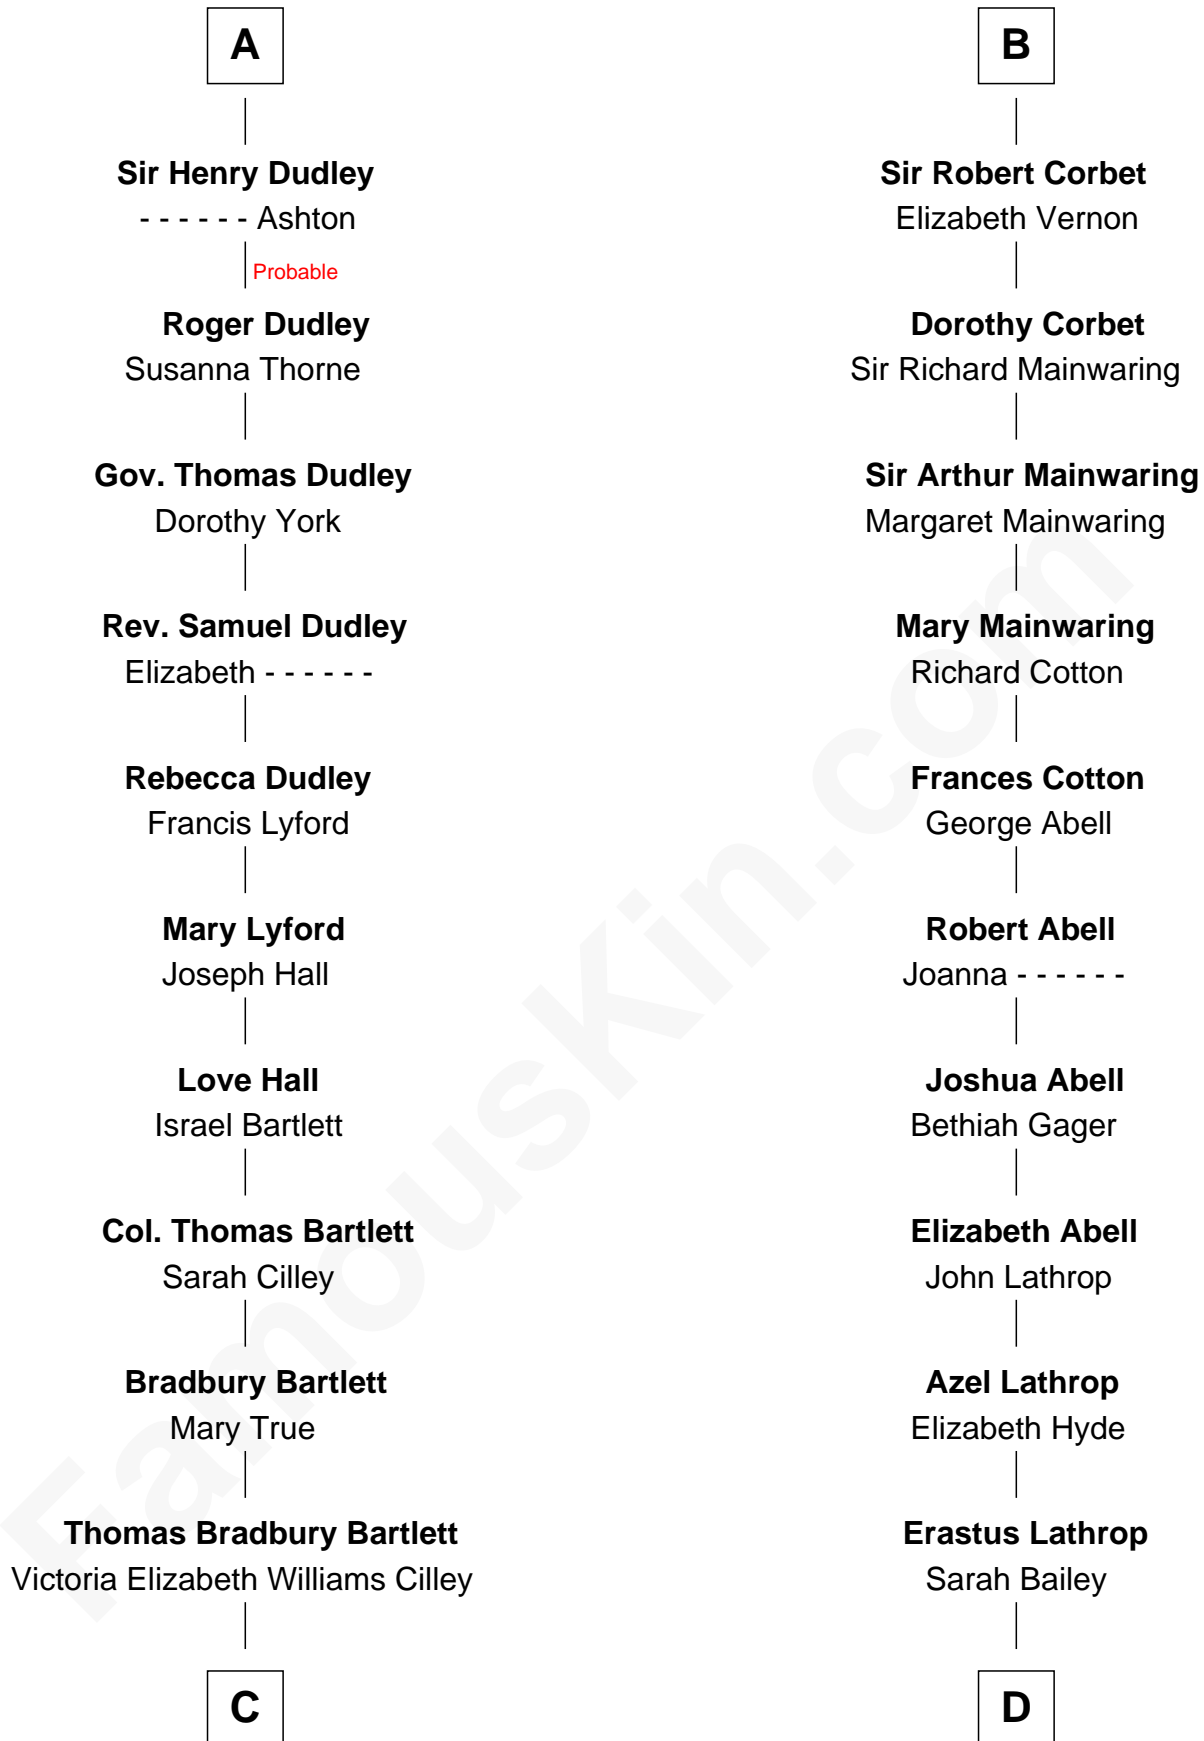 A
Sir Henry Dudley
- - - - - - Ashton
Probable
Roger Dudley
Susanna Thorne
Gov. Thomas Dudley
Dorothy York
Rev. Samuel Dudley
Elizabeth - - - - - -
Rebecca Dudley
Francis Lyford
Mary Lyford
Joseph Hall
Love Hall
Israel Bartlett
Col. Thomas Bartlett
Sarah Cilley
Bradbury Bartlett
Mary True
Thomas Bradbury Bartlett
Victoria Elizabeth Williams Cilley
C
B
Sir Robert Corbet
Elizabeth Vernon
Dorothy Corbet
Sir Richard Mainwaring
Sir Arthur Mainwaring
Margaret Mainwaring
Mary Mainwaring
Richard Cotton
Frances Cotton
George Abell
Robert Abell
Joanna - - - - - -
Joshua Abell
Bethiah Gager
Elizabeth Abell
John Lathrop
Azel Lathrop
Elizabeth Hyde
Erastus Lathrop
Sarah Bailey
D
FamousKin.com